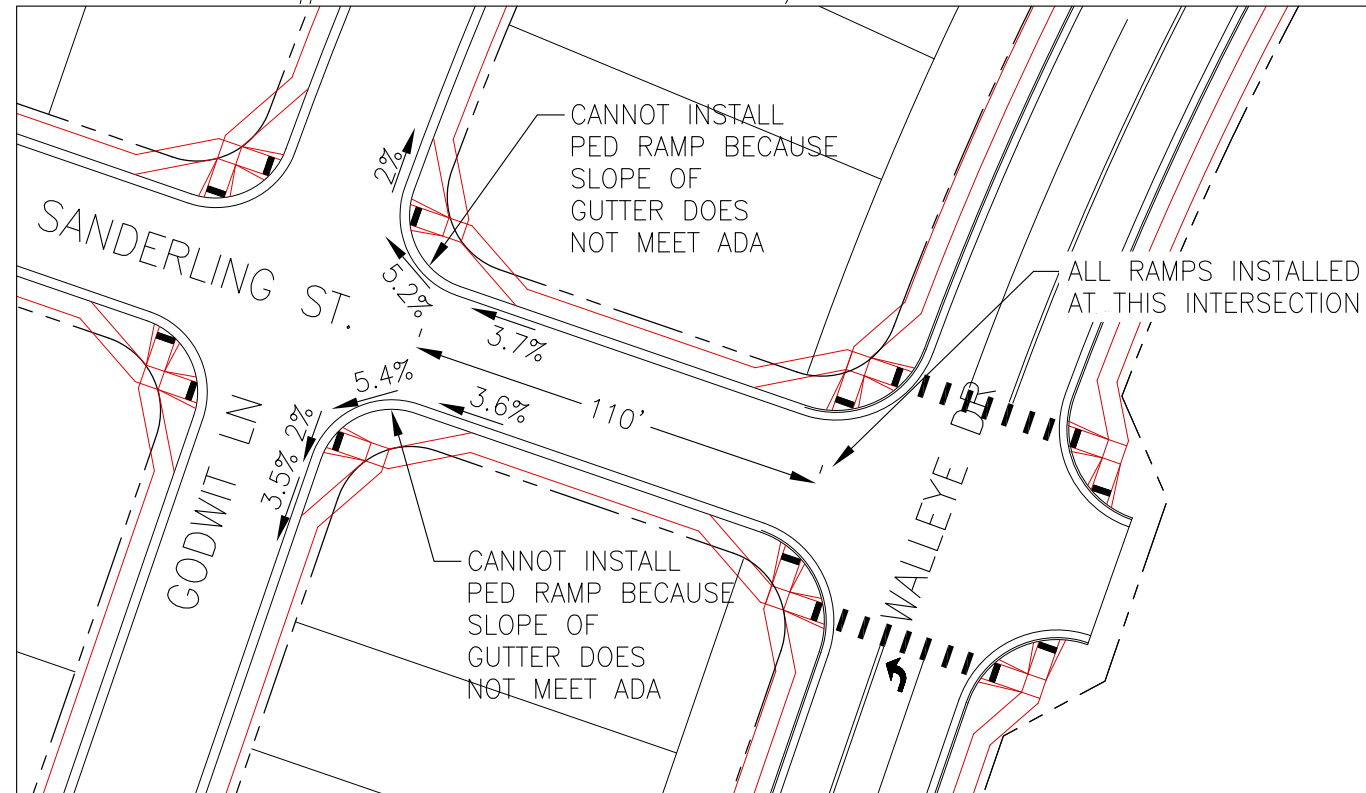 CANNOT INSTALL
PED RAMP BECAUSE
SLOPE OF
GUTTER DOES
NOT MEET ADA
2%
SANDERLING ST.
5.2%
3.7%
ALL RAMPS INSTALLED
AT THIS INTERSECTION
5.4%
3.6%
110'
2%
3.5%
GODWIT LN
WALLEYE DR
CANNOT INSTALL
PED RAMP BECAUSE
SLOPE OF
GUTTER DOES
NOT MEET ADA